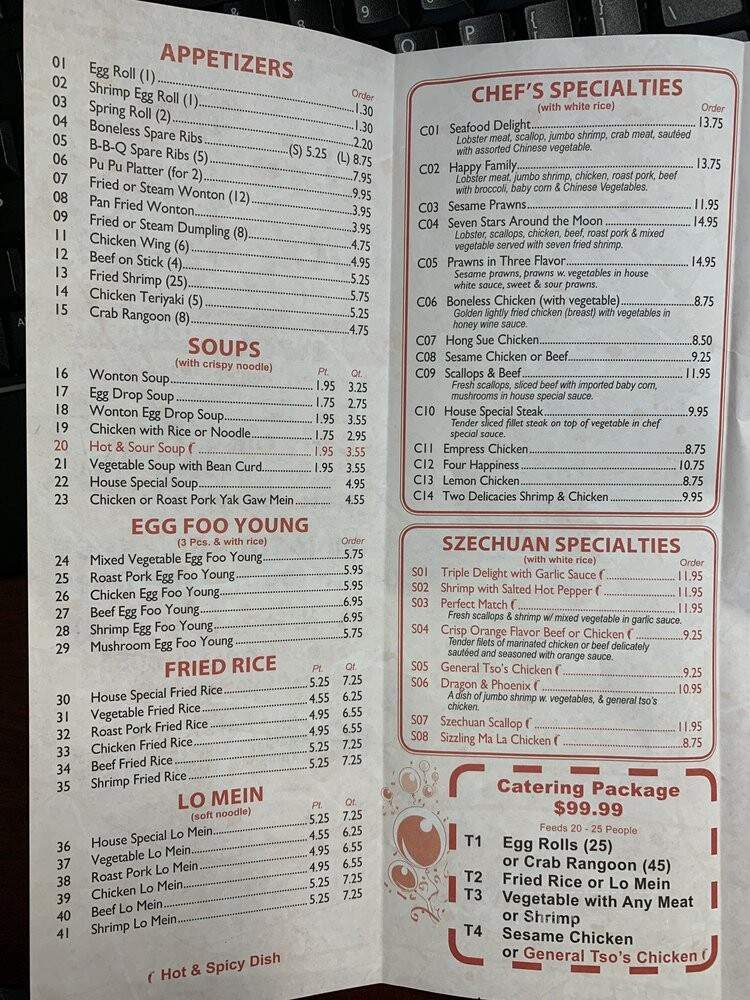 9
O P
APPETIZERS
Order
01 Egg Roll (1) 1.30
02 Shrimp Egg Roll (1) 1.30
03 Spring Roll (2) 2.20
04 Boneless Spare Ribs (S) 5.25 (L) 8.75
05 B-B-Q Spare Ribs (5) 7.95
06 Pu Pu Platter (for 2) 9.95
07 Fried or Steam Wonton (12) 3.95
08 Pan Fried Wonton 3.95
09 Fried or Steam Dumpling (8) 4.75
11 Chicken Wing (6) 4.95
12 Beef on Stick (4) 5.25
13 Fried Shrimp (25) 5.75
14 Chicken Teriyaki (5) 5.25
15 Crab Rangoon (8) 4.75
SOUPS
(with crispy noodle)
Pt. Qt.
16 Wonton Soup 1.95 3.25
17 Egg Drop Soup 1.75 2.75
18 Wonton Egg Drop Soup 1.95 3.55
19 Chicken with Rice or Noodle 1.75 2.95
20 Hot & Sour Soup 1.95 3.55
21 Vegetable Soup with Bean Curd 1.95 3.55
22 House Special Soup 4.95
23 Chicken or Roast Pork Yak Gaw Mein 4.55
EGG FOO YOUNG
(3 Pcs. & with rice)
Order
24 Mixed Vegetable Egg Foo Young 5.75
25 Roast Pork Egg Foo Young 5.95
26 Chicken Egg Foo Young 5.95
27 Beef Egg Foo Young 6.95
28 Shrimp Egg Foo Young 6.95
29 Mushroom Egg Foo Young 5.75
FRIED RICE
Pt. Qt.
30 House Special Fried Rice 5.25 7.25
31 Vegetable Fried Rice 4.55 6.25
32 Roast Pork Fried Rice 4.95 6.55
33 Chicken Fried Rice 4.95 6.55
34 Beef Fried Rice 5.25 7.25
35 Shrimp Fried Rice 5.25 7.25
LO MEIN
(soft noodle)
Pt. Qt.
36 House Special Lo Mein 5.25 7.25
37 Vegetable Lo Mein 4.55 6.25
38 Roast Pork Lo Mein 4.95 6.55
39 Chicken Lo Mein 4.95 6.55
40 Beef Lo Mein 5.25 7.25
41 Shrimp Lo Mein 5.25 7.25
Hot & Spicy Dish
CHEF'S SPECIALTIES
(with white rice)
Order
C01 Seafood Delight 13.75
Lobster meat, scallop, jumbo shrimp, crab meat, sautéed
with assorted Chinese vegetable.
C02 Happy Family 13.75
Lobster meat, jumbo shrimp, chicken, roast pork, beef
with broccoli, baby corn & Chinese Vegetables.
C03 Sesame Prawns 11.95
C04 Seven Stars Around the Moon 14.95
Lobster, scallops, chicken, beef, roast pork & mixed
vegetable served with seven fried shrimp.
C05 Prawns in Three Flavor 14.95
Sesame prawns, prawns w. vegetables in house
white sauce, sweet & sour prawns.
C06 Boneless Chicken (with vegetable) 8.75
Golden lightly fried chicken (breast) with vegetables in
honey wine sauce.
C07 Hong Sue Chicken 8.50
C08 Sesame Chicken or Beef 9.25
C09 Scallops & Beef 11.95
Fresh scallops, sliced beef with imported baby corn,
mushrooms in house special sauce.
C10 House Special Steak 9.95
Tender sliced fillet steak on top of vegetable in chef
special sauce.
C11 Empress Chicken 8.75
C12 Four Happiness 10.75
C13 Lemon Chicken 8.75
C14 Two Delicacies Shrimp & Chicken 9.95
SZECHUAN SPECIALTIES
(with white rice)
Order
S01 Triple Delight with Garlic Sauce 11.95
S02 Shrimp with Salted Hot Pepper 11.95
S03 Perfect Match 11.95
Fresh scallops & shrimp w/ mixed vegetable in garlic sauce.
S04 Crisp Orange Flavor Beef or Chicken 9.25
Tender filets of marinated chicken or beef delicately
sautéed and seasoned with orange sauce.
S05 General Tso's Chicken 9.25
S06 Dragon & Phoenix 10.95
A dish of jumbo shrimp w. vegetables, & general tso's
chicken.
S07 Szechuan Scallop 11.95
S08 Sizzling Ma La Chicken 8.75
Catering Package
$99.99
Feeds 20 - 25 People
T1 Egg Rolls (25)
or Crab Rangoon (45)
T2 Fried Rice or Lo Mein
T3 Vegetable with Any Meat
or Shrimp
T4 Sesame Chicken
or General Tso's Chicken